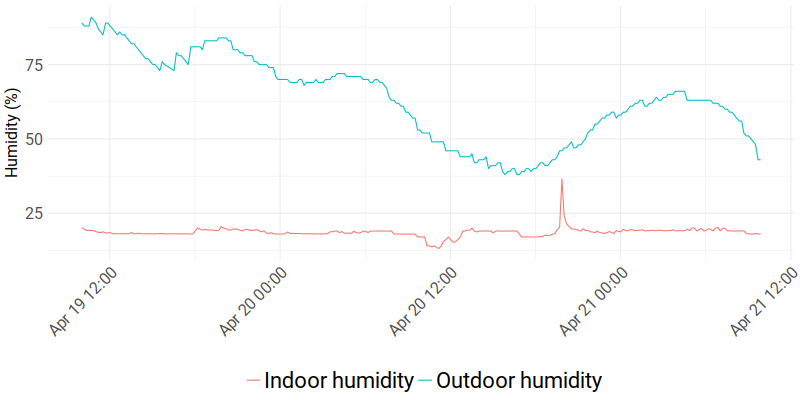 Humidity (%)
75
50
25
Apr 19 12:00
Apr 20 00:00
Apr 20 12:00
Apr 21 00:00
Apr 21 12:00
Indoor humidity
Outdoor humidity